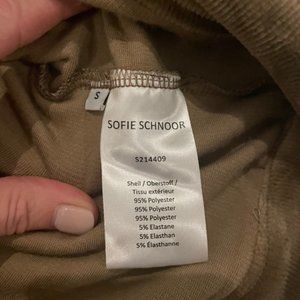 S
SOFIE SCHNOOR
S214409
Shell / Oberstoff /
Tissu extérieur
95% Polyester
95% Polyester
95% Polyester
5% Elastane
5% Elasthan
5% Élasthanne